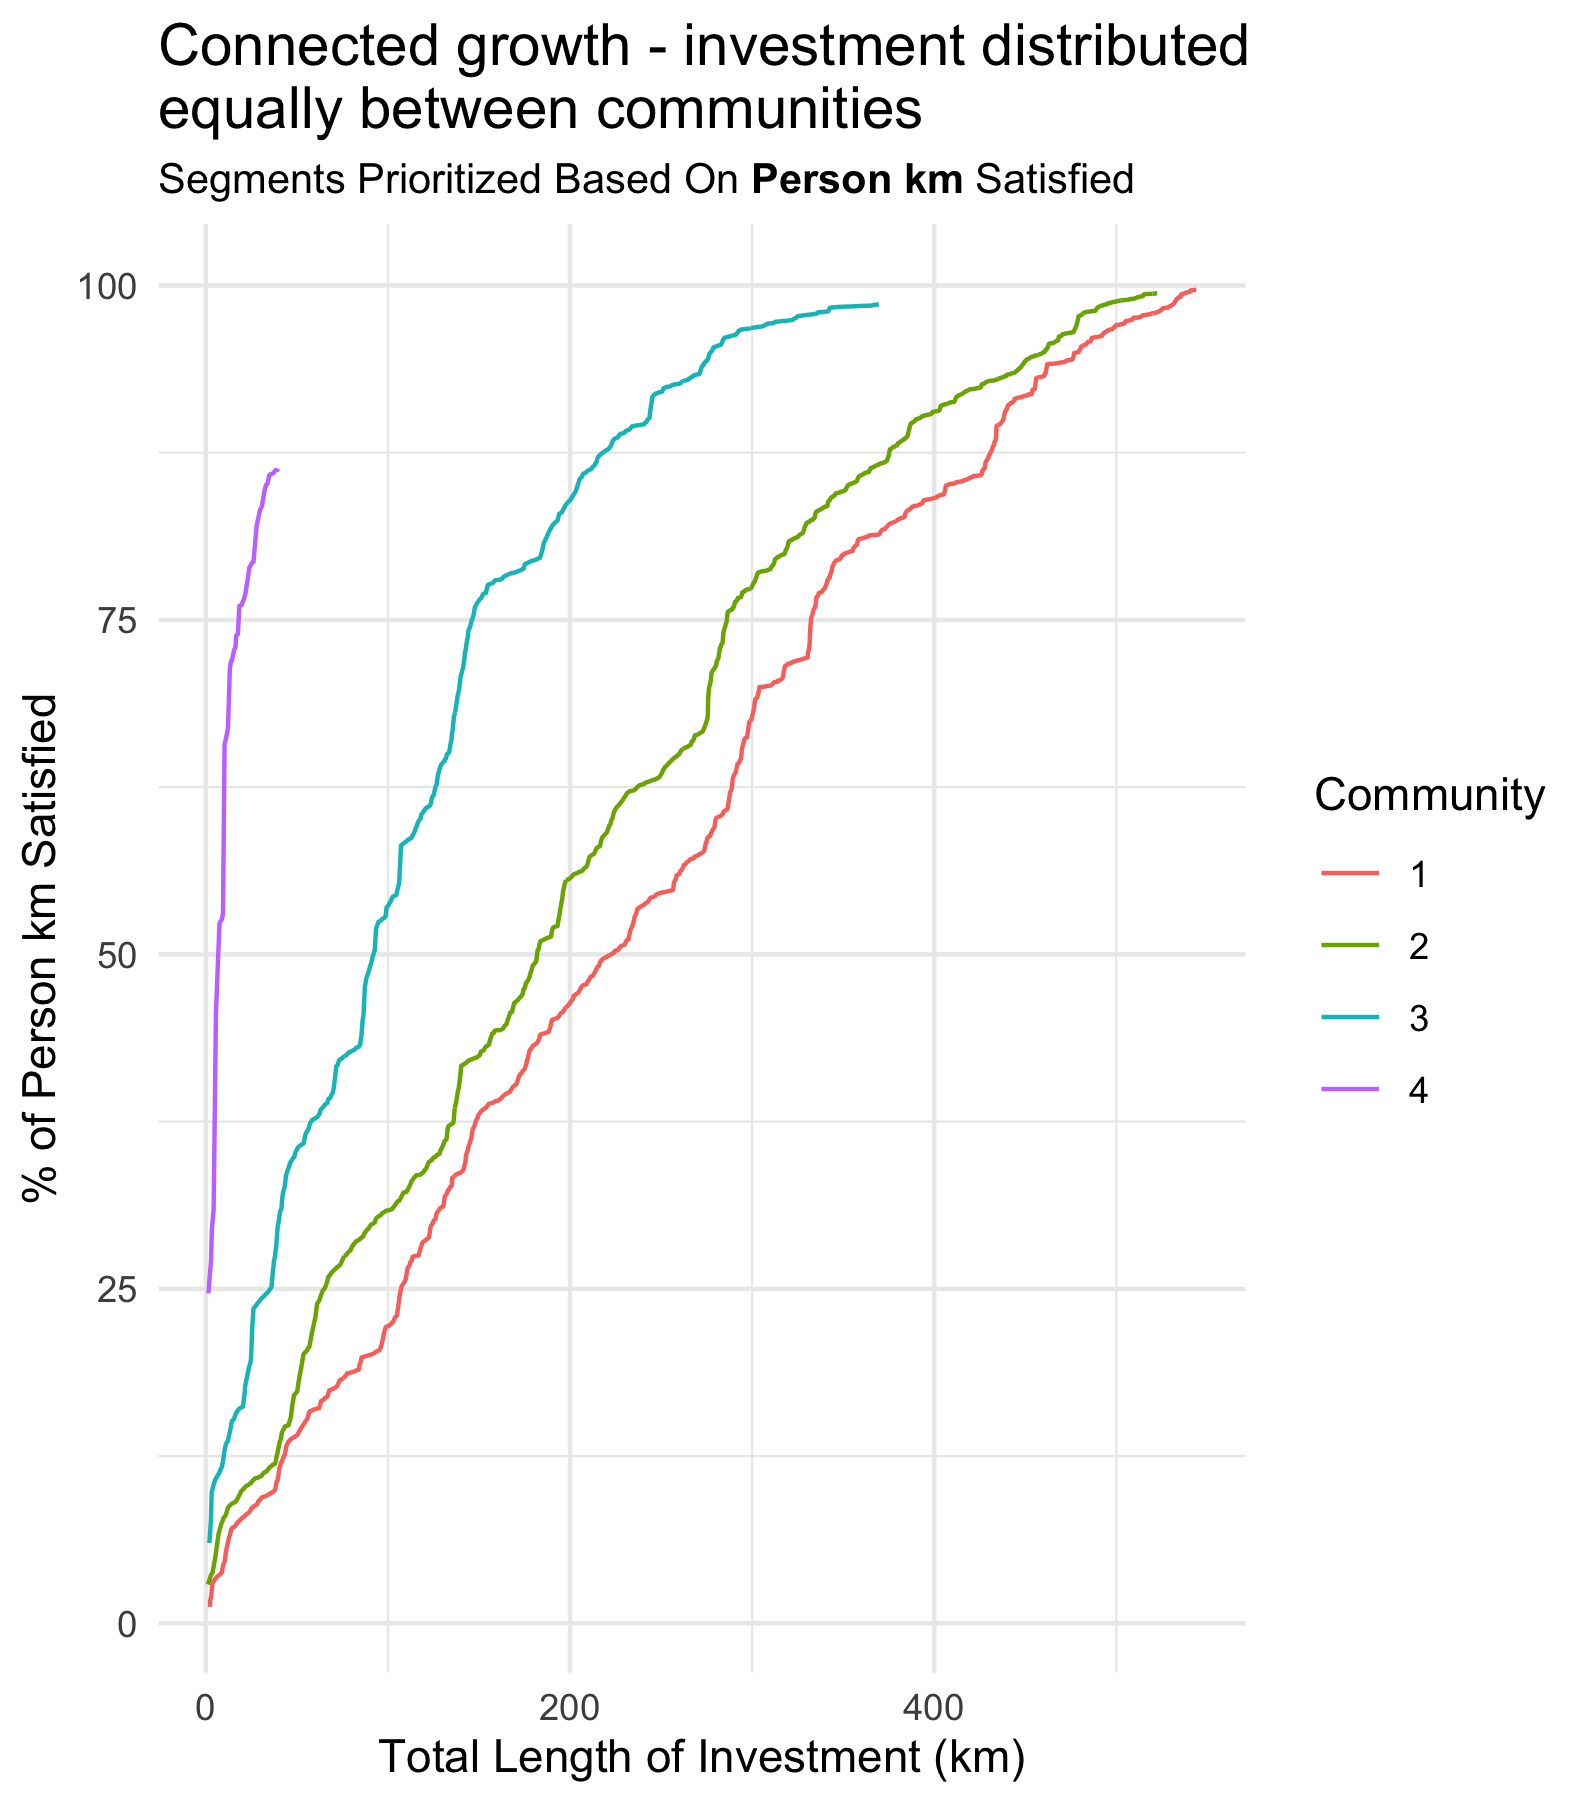 Connected growth - investment distributed
equally between communities
Segments Prioritized Based On Person km Satisfied
100
75
50
25
0
% of Person km Satisfied
0 200 400
Total Length of Investment (km)
Community
1
2
3
4